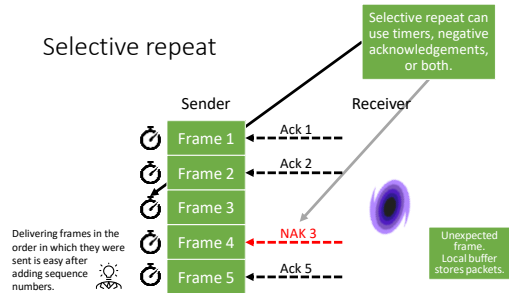 Selective repeat
Selective repeat can
use timers, negative
acknowledgements,
or both.
Sender
Receiver
Frame 1
Ack 1
Frame 2
Ack 2
Frame 3
Frame 4
NAK 3
Frame 5
Ack 5
Delivering frames in the
order in which they were
sent is easy after
adding sequence
numbers.
Unexpected
frame.
Local buffer
stores packets.